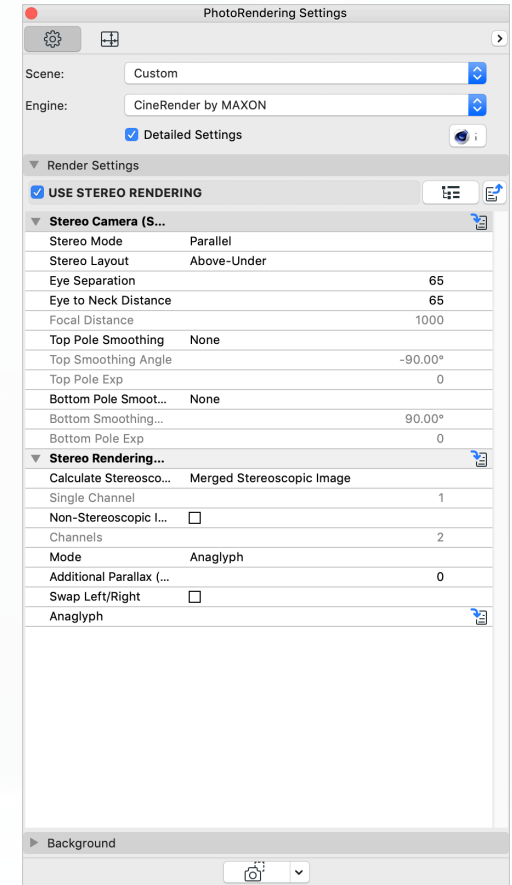 PhotoRendering Settings
Scene: Custom
Engine: CineRender by MAXON
Detailed Settings
Render Settings
USE STEREO RENDERING
Stereo Camera (S...
Stereo Mode Parallel
Stereo Layout Above-Under
Eye Separation 65
Eye to Neck Distance 65
Focal Distance 1000
Top Pole Smoothing None
Top Smoothing Angle -90.00°
Top Pole Exp 0
Bottom Pole Smoot... None
Bottom Smoothing... 90.00°
Bottom Pole Exp 0
Stereo Rendering...
Calculate Stereosco... Merged Stereoscopic Image
Single Channel 1
Non-Stereoscopic I...
Channels 2
Mode Anaglyph
Additional Parallax (... 0
Swap Left/Right
Anaglyph
Background